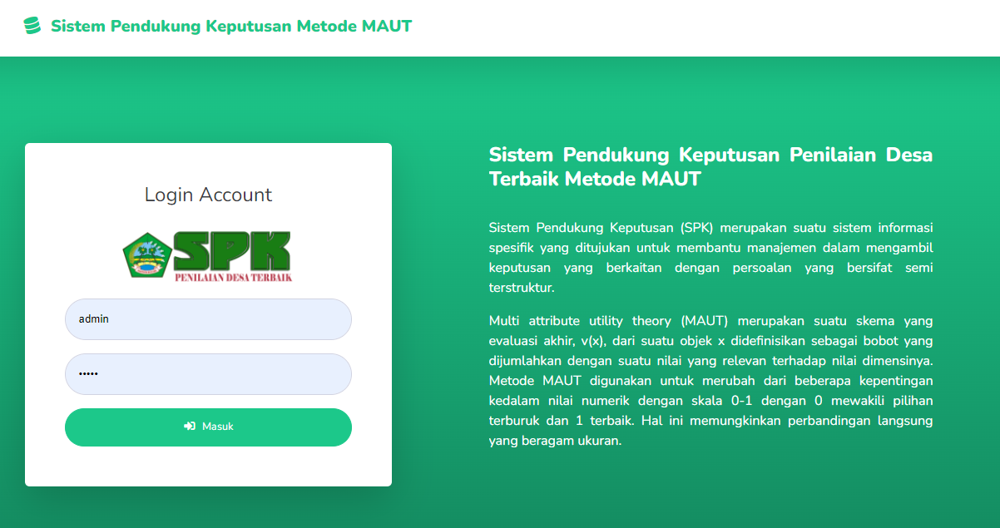 Sistem Pendukung Keputusan Metode MAUT
Login Account
SPK
PENILAIAN DESA TERBAIK
admin
•••••
Masuk
Sistem Pendukung Keputusan Penilaian Desa
Terbaik Metode MAUT
Sistem Pendukung Keputusan (SPK) merupakan suatu sistem informasi
spesifik yang ditujukan untuk membantu manajemen dalam mengambil
keputusan yang berkaitan dengan persoalan yang bersifat semi
terstruktur.
Multi attribute utility theory (MAUT) merupakan suatu skema yang
evaluasi akhir, v(x), dari suatu objek x didefinisikan sebagai bobot yang
dijumlahkan dengan suatu nilai yang relevan terhadap nilai dimensinya.
Metode MAUT digunakan untuk merubah dari beberapa kepentingan
kedalam nilai numerik dengan skala 0-1 dengan 0 mewakili pilihan
terburuk dan 1 terbaik. Hal ini memungkinkan perbandingan langsung
yang beragam ukuran.